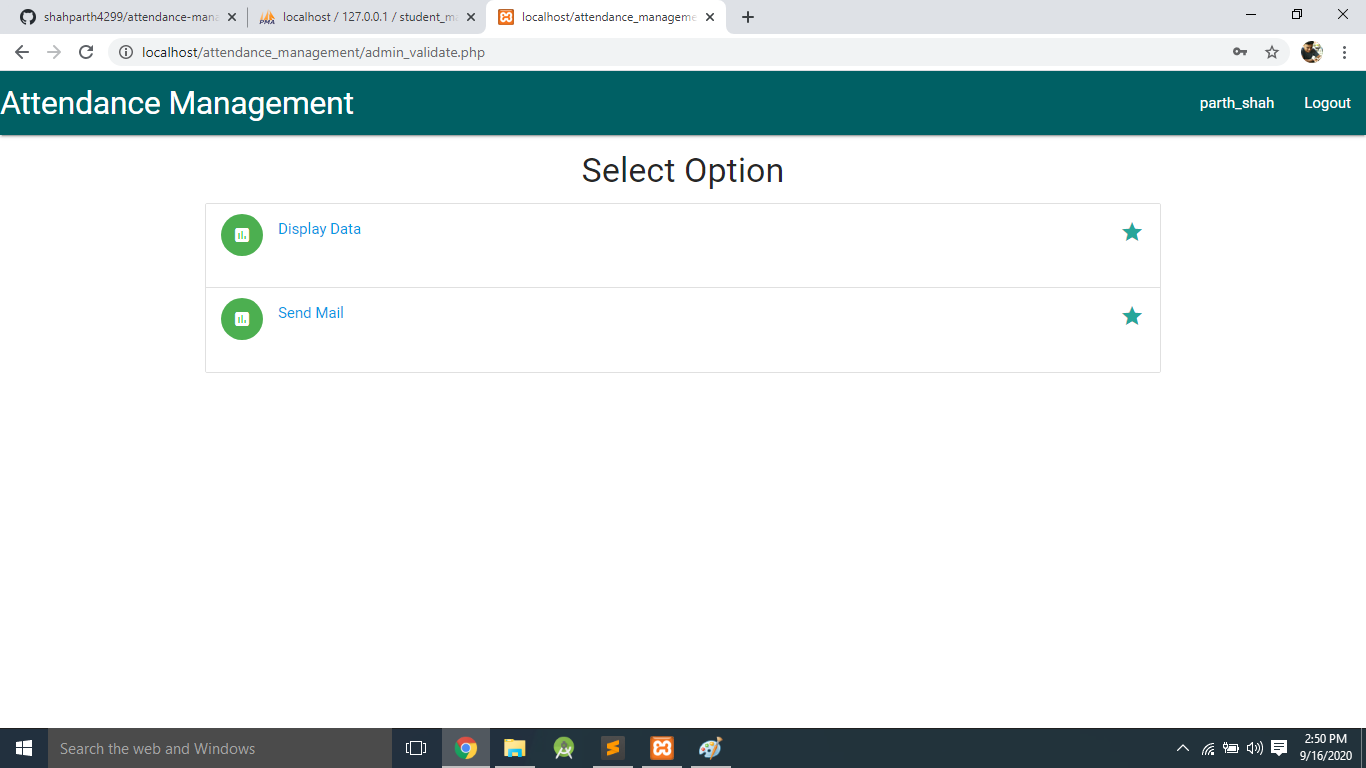 shahparth4299/attendance-mana
localhost / 127.0.0.1 / student_ma
localhost/attendance_manageme
localhost/attendance_management/admin_validate.php
Attendance Management
parth_shah
Logout
Select Option
Display Data
Send Mail
Search the web and Windows
2:50 PM
9/16/2020